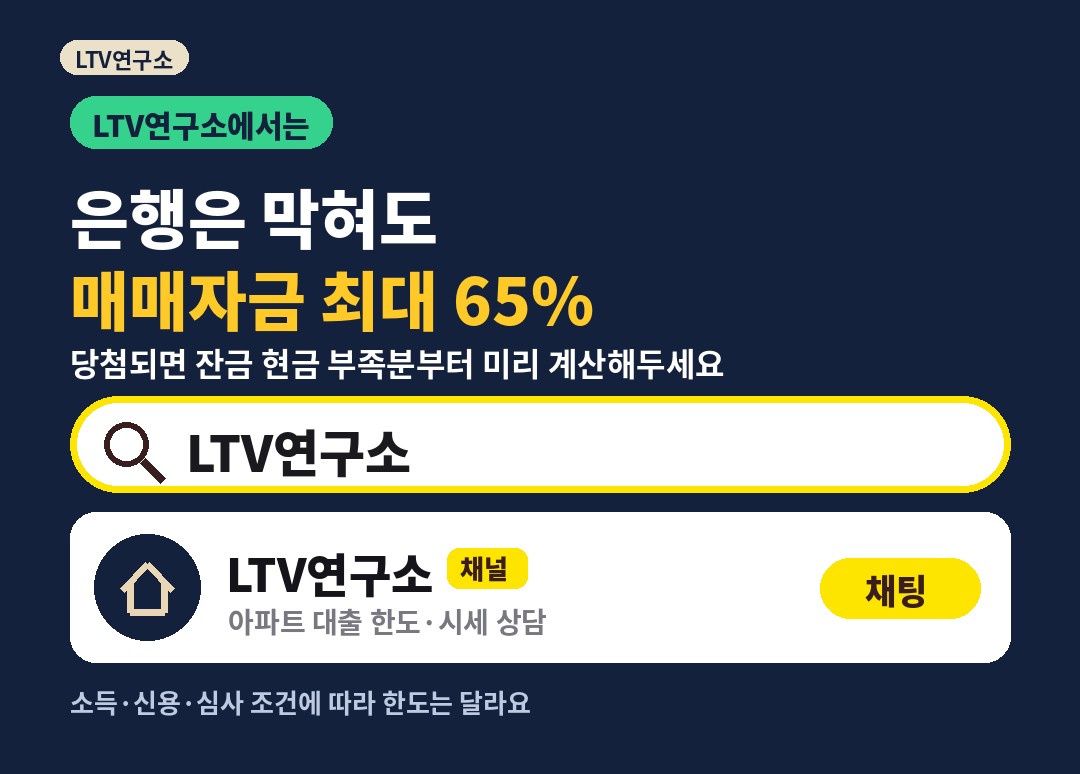 LTV연구소
LTV연구소에서는
은행은 막혀도
매매자금 최대 65%
당첨되면 잔금 현금 부족분부터 미리 계산해두세요
LTV연구소
LTV연구소 채널
아파트 대출 한도·시세 상담
채팅
소득·신용·심사 조건에 따라 한도는 달라요